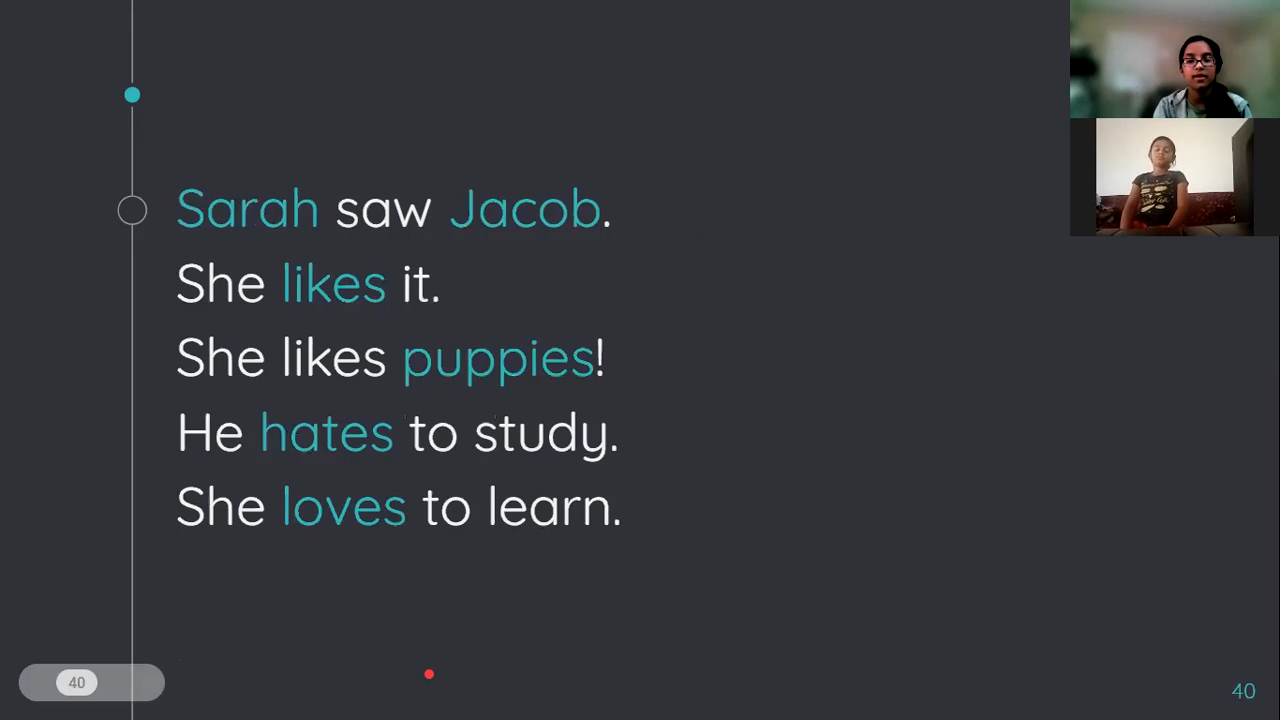 Sarah saw Jacob.
She likes it.
She likes puppies!
He hates to study.
She loves to learn.
40
40